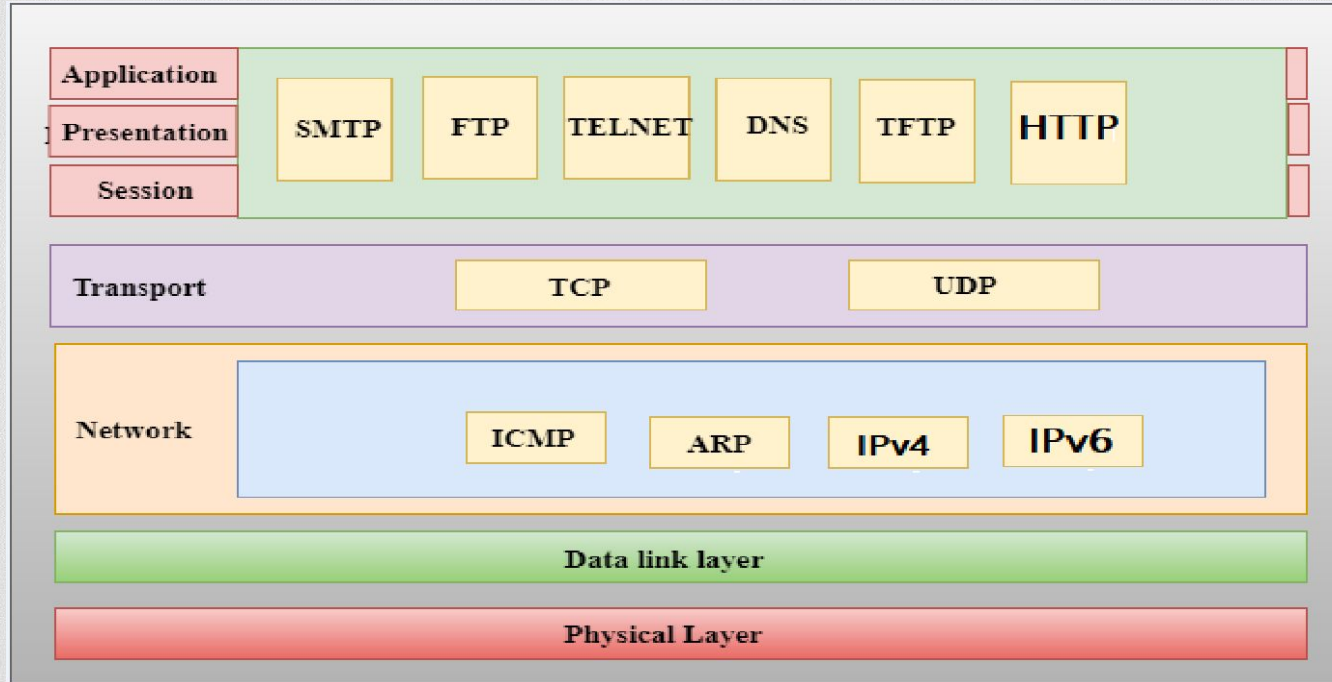 Application
Presentation
Session
SMTP
FTP
TELNET
DNS
TFTP
HTTP
Transport
TCP
UDP
Network
ICMP
ARP
IPv4
IPv6
Data link layer
Physical Layer